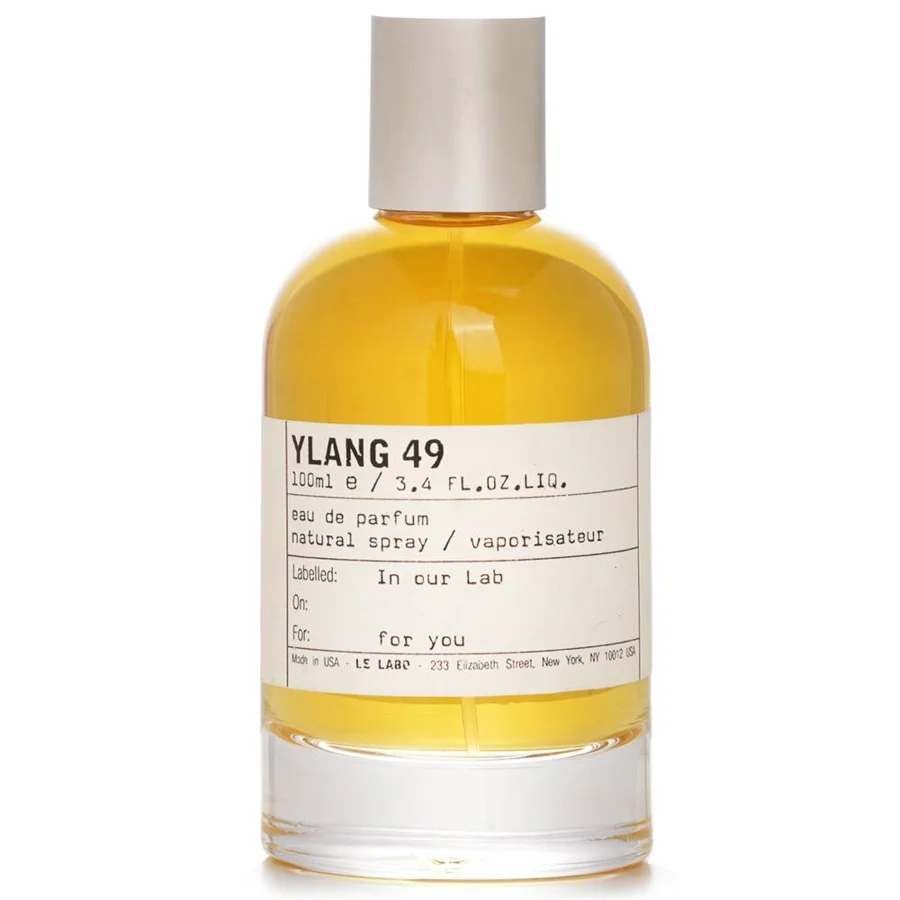 YLANG 49
100ml e / 3.4 FL.OZ.LIQ.
eau de parfum
natural spray / vaporisateur
Labelled: In our Lab
On:
For: for you
Made in USA - LE LABO - 233 Elizabeth Street, New York, NY 10012 USA